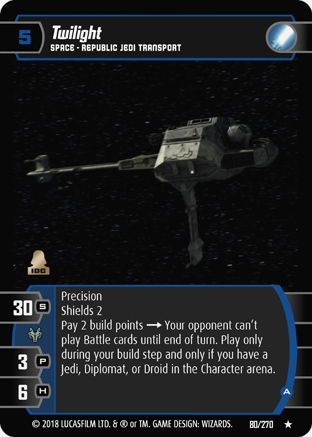 5
Twilight
SPACE • REPUBLIC JEDI TRANSPORT
IDC
30 S
Precision
Shields 2
Pay 2 build points → Your opponent can't
play Battle cards until end of turn. Play only
during your build step and only if you have a
Jedi, Diplomat, or Droid in the Character arena.
3 P
6 H
A
© 2018 LUCASFILM LTD. & ® or TM. GAME DESIGN: WIZARDS. 80/270 ★